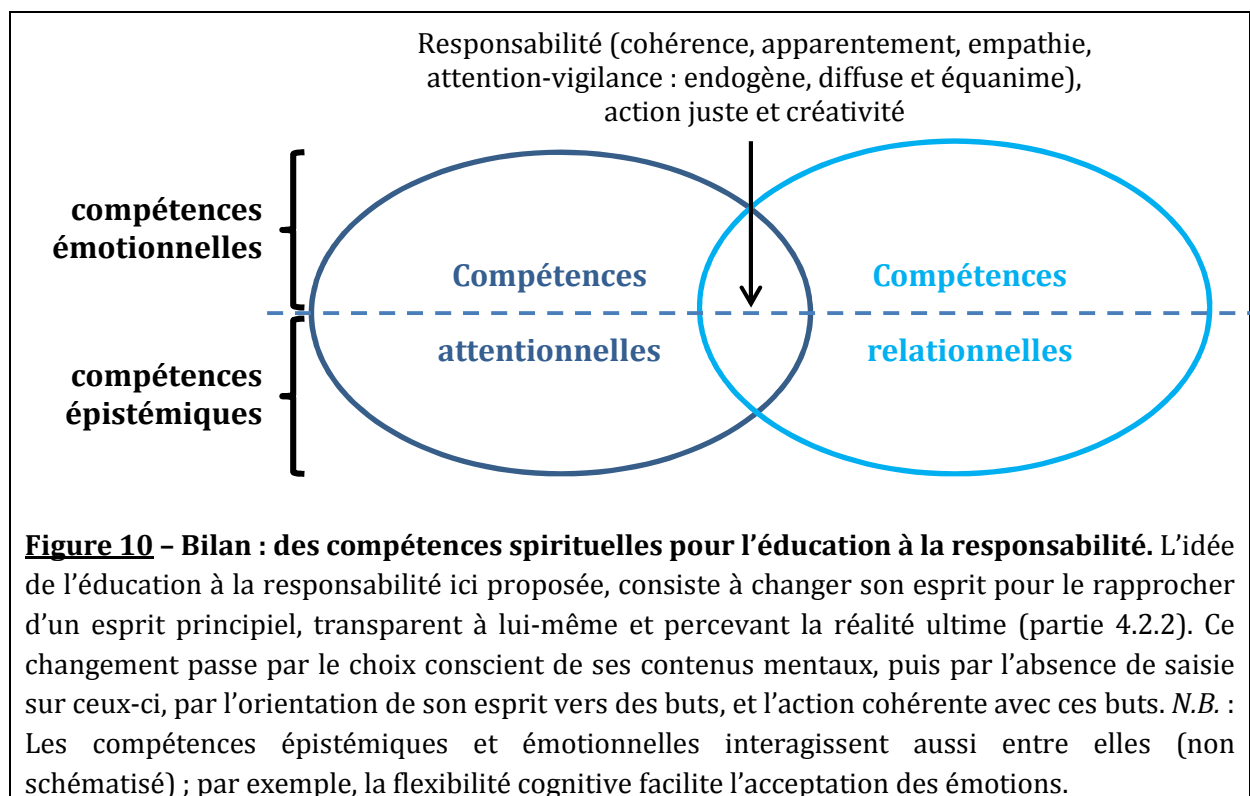 Responsabilité (cohérence, apparentement, empathie,
attention-vigilance : endogène, diffuse et équanime),
action juste et créativité
compétences
émotionnelles
Compétences
attentionnelles
Compétences
relationnelles
compétences
épistémiques
Figure 10 – Bilan : des compétences spirituelles pour l’éducation à la responsabilité. L’idée
de l’éducation à la responsabilité ici proposée, consiste à changer son esprit pour le rapprocher
d’un esprit principiel, transparent à lui-même et percevant la réalité ultime (partie 4.2.2). Ce
changement passe par le choix conscient de ses contenus mentaux, puis par l’absence de saisie
sur ceux-ci, par l’orientation de son esprit vers des buts, et l’action cohérente avec ces buts. N.B. :
Les compétences épistémiques et émotionnelles interagissent aussi entre elles (non
schématisé) ; par exemple, la flexibilité cognitive facilite l’acceptation des émotions.